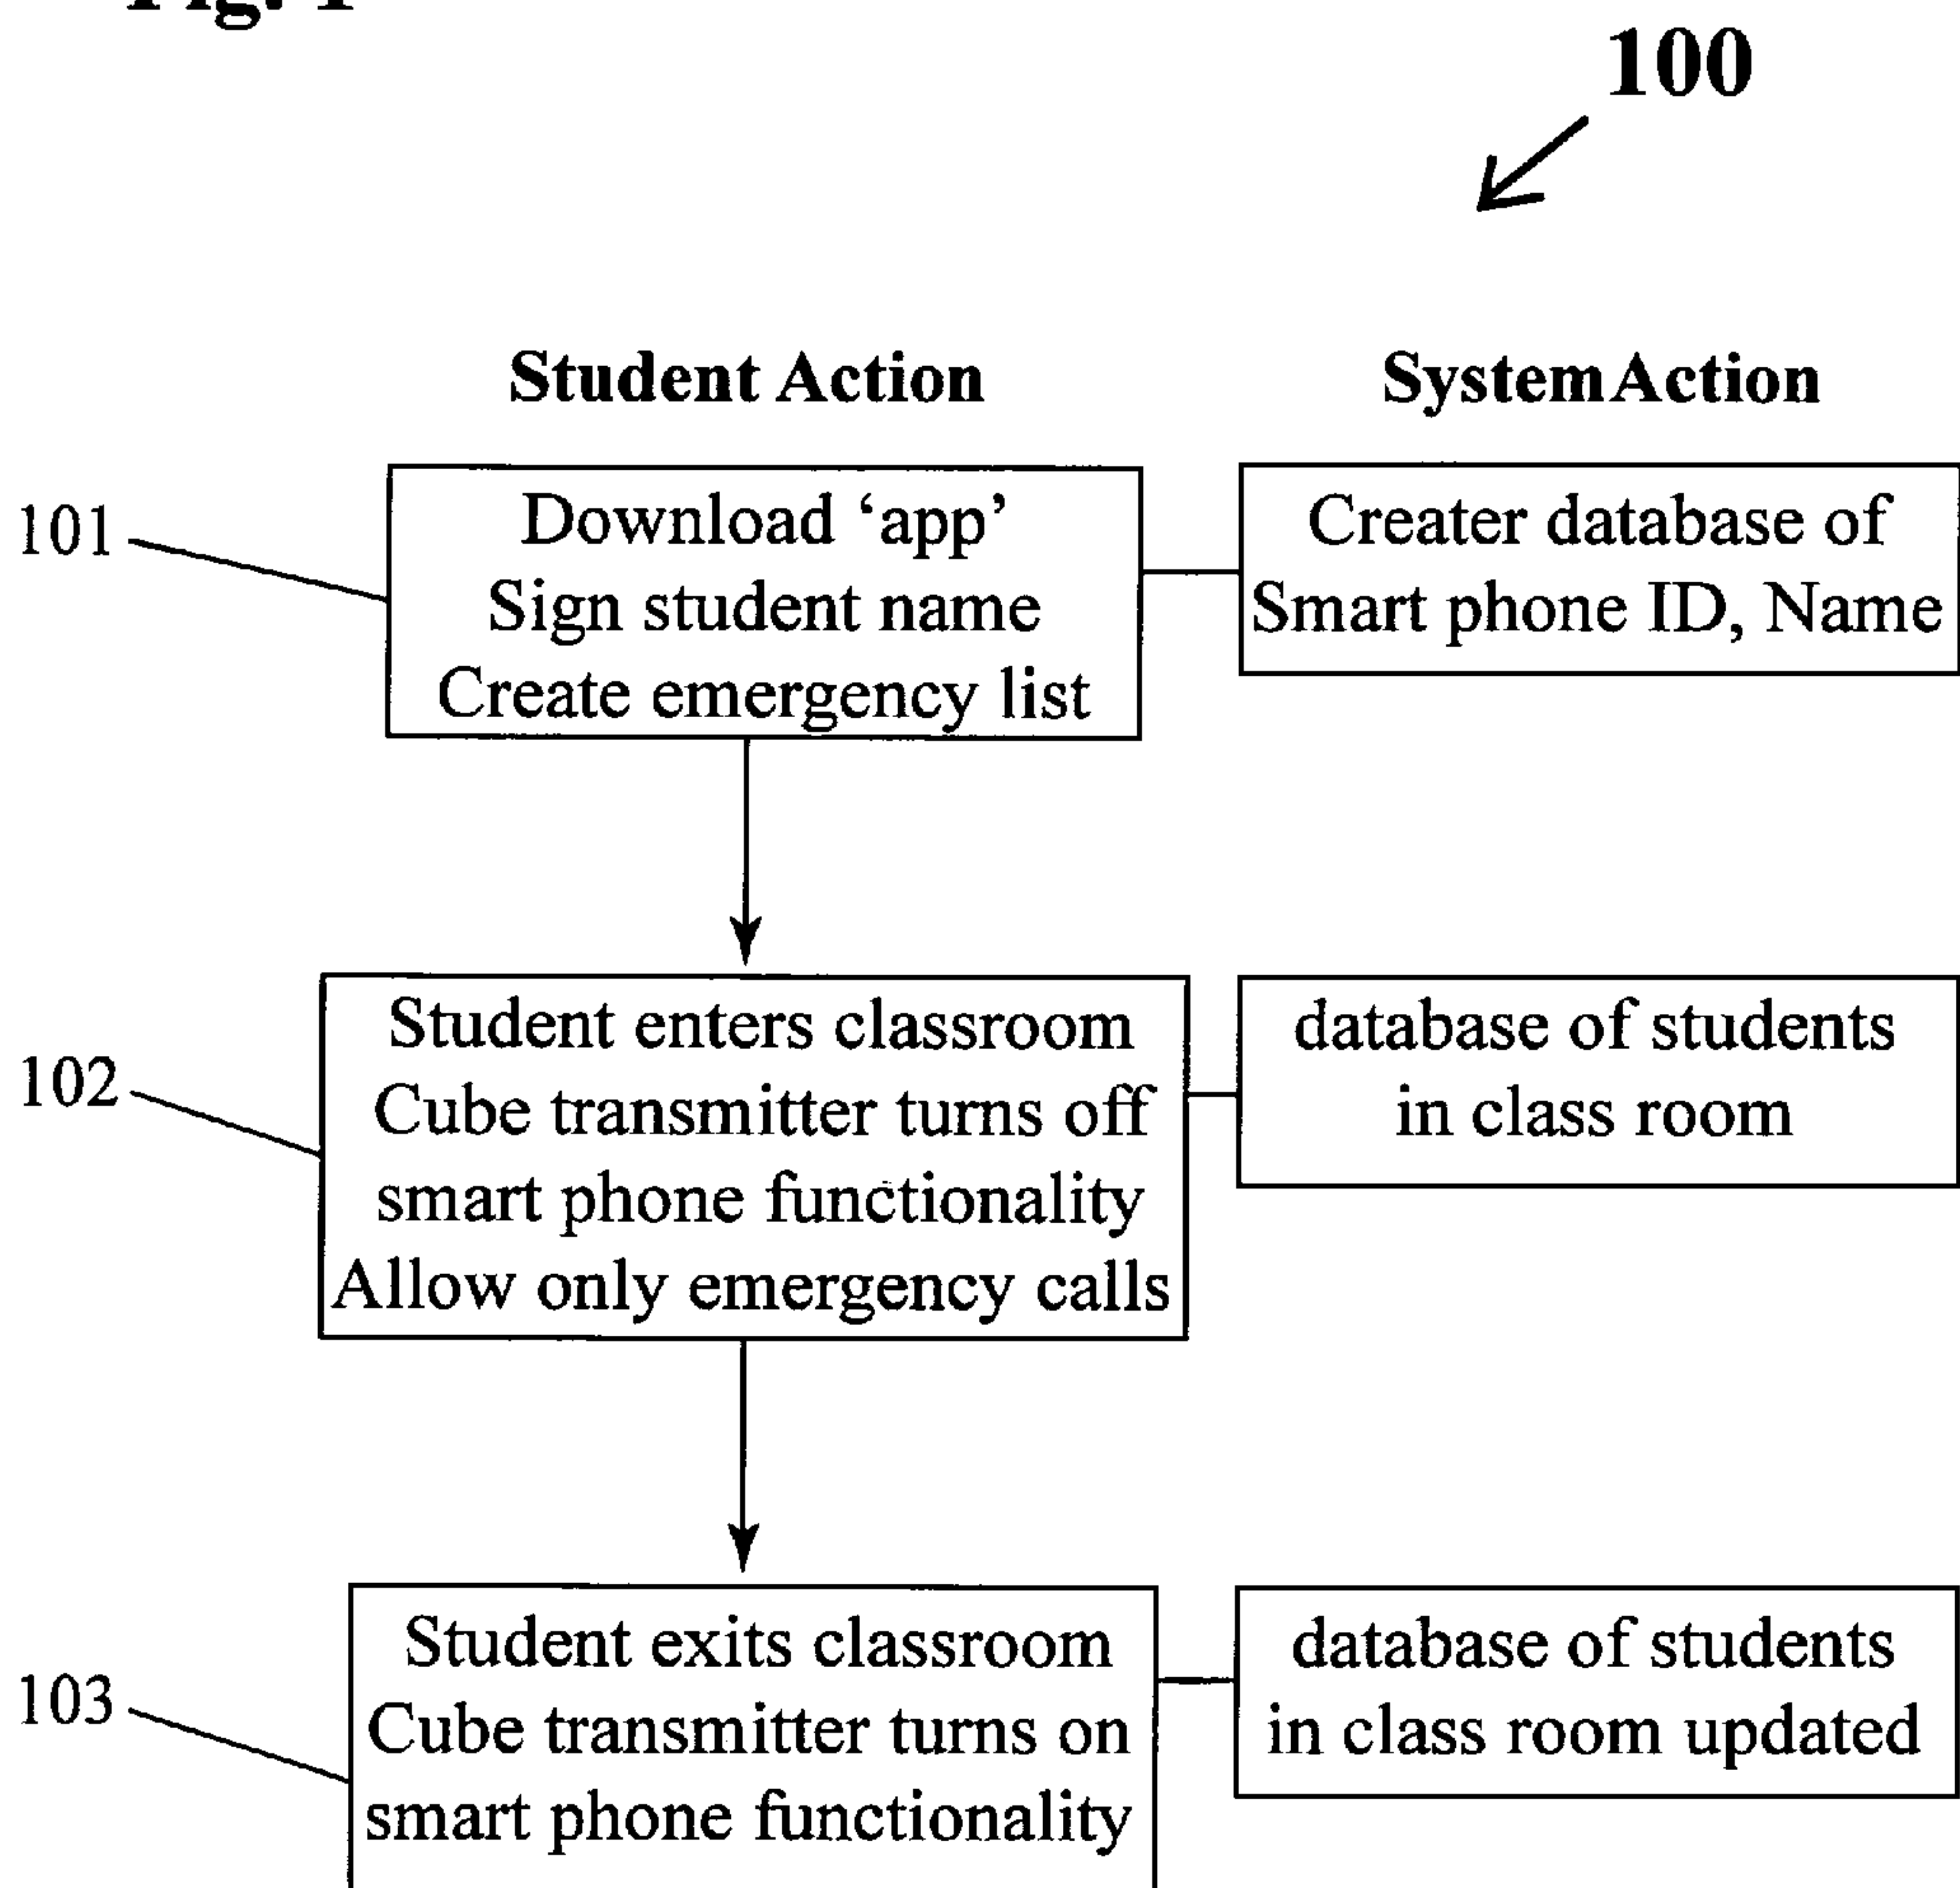 Fig. 1
100
Student Action
SystemAction
101
Download ‘app’
Sign student name
Create emergency list
Creater database of
Smart phone ID, Name
102
Student enters classroom
Cube transmitter turns off
smart phone functionality
Allow only emergency calls
database of students
in class room
103
Student exits classroom
Cube transmitter turns on
smart phone functionality
database of students
in class room updated